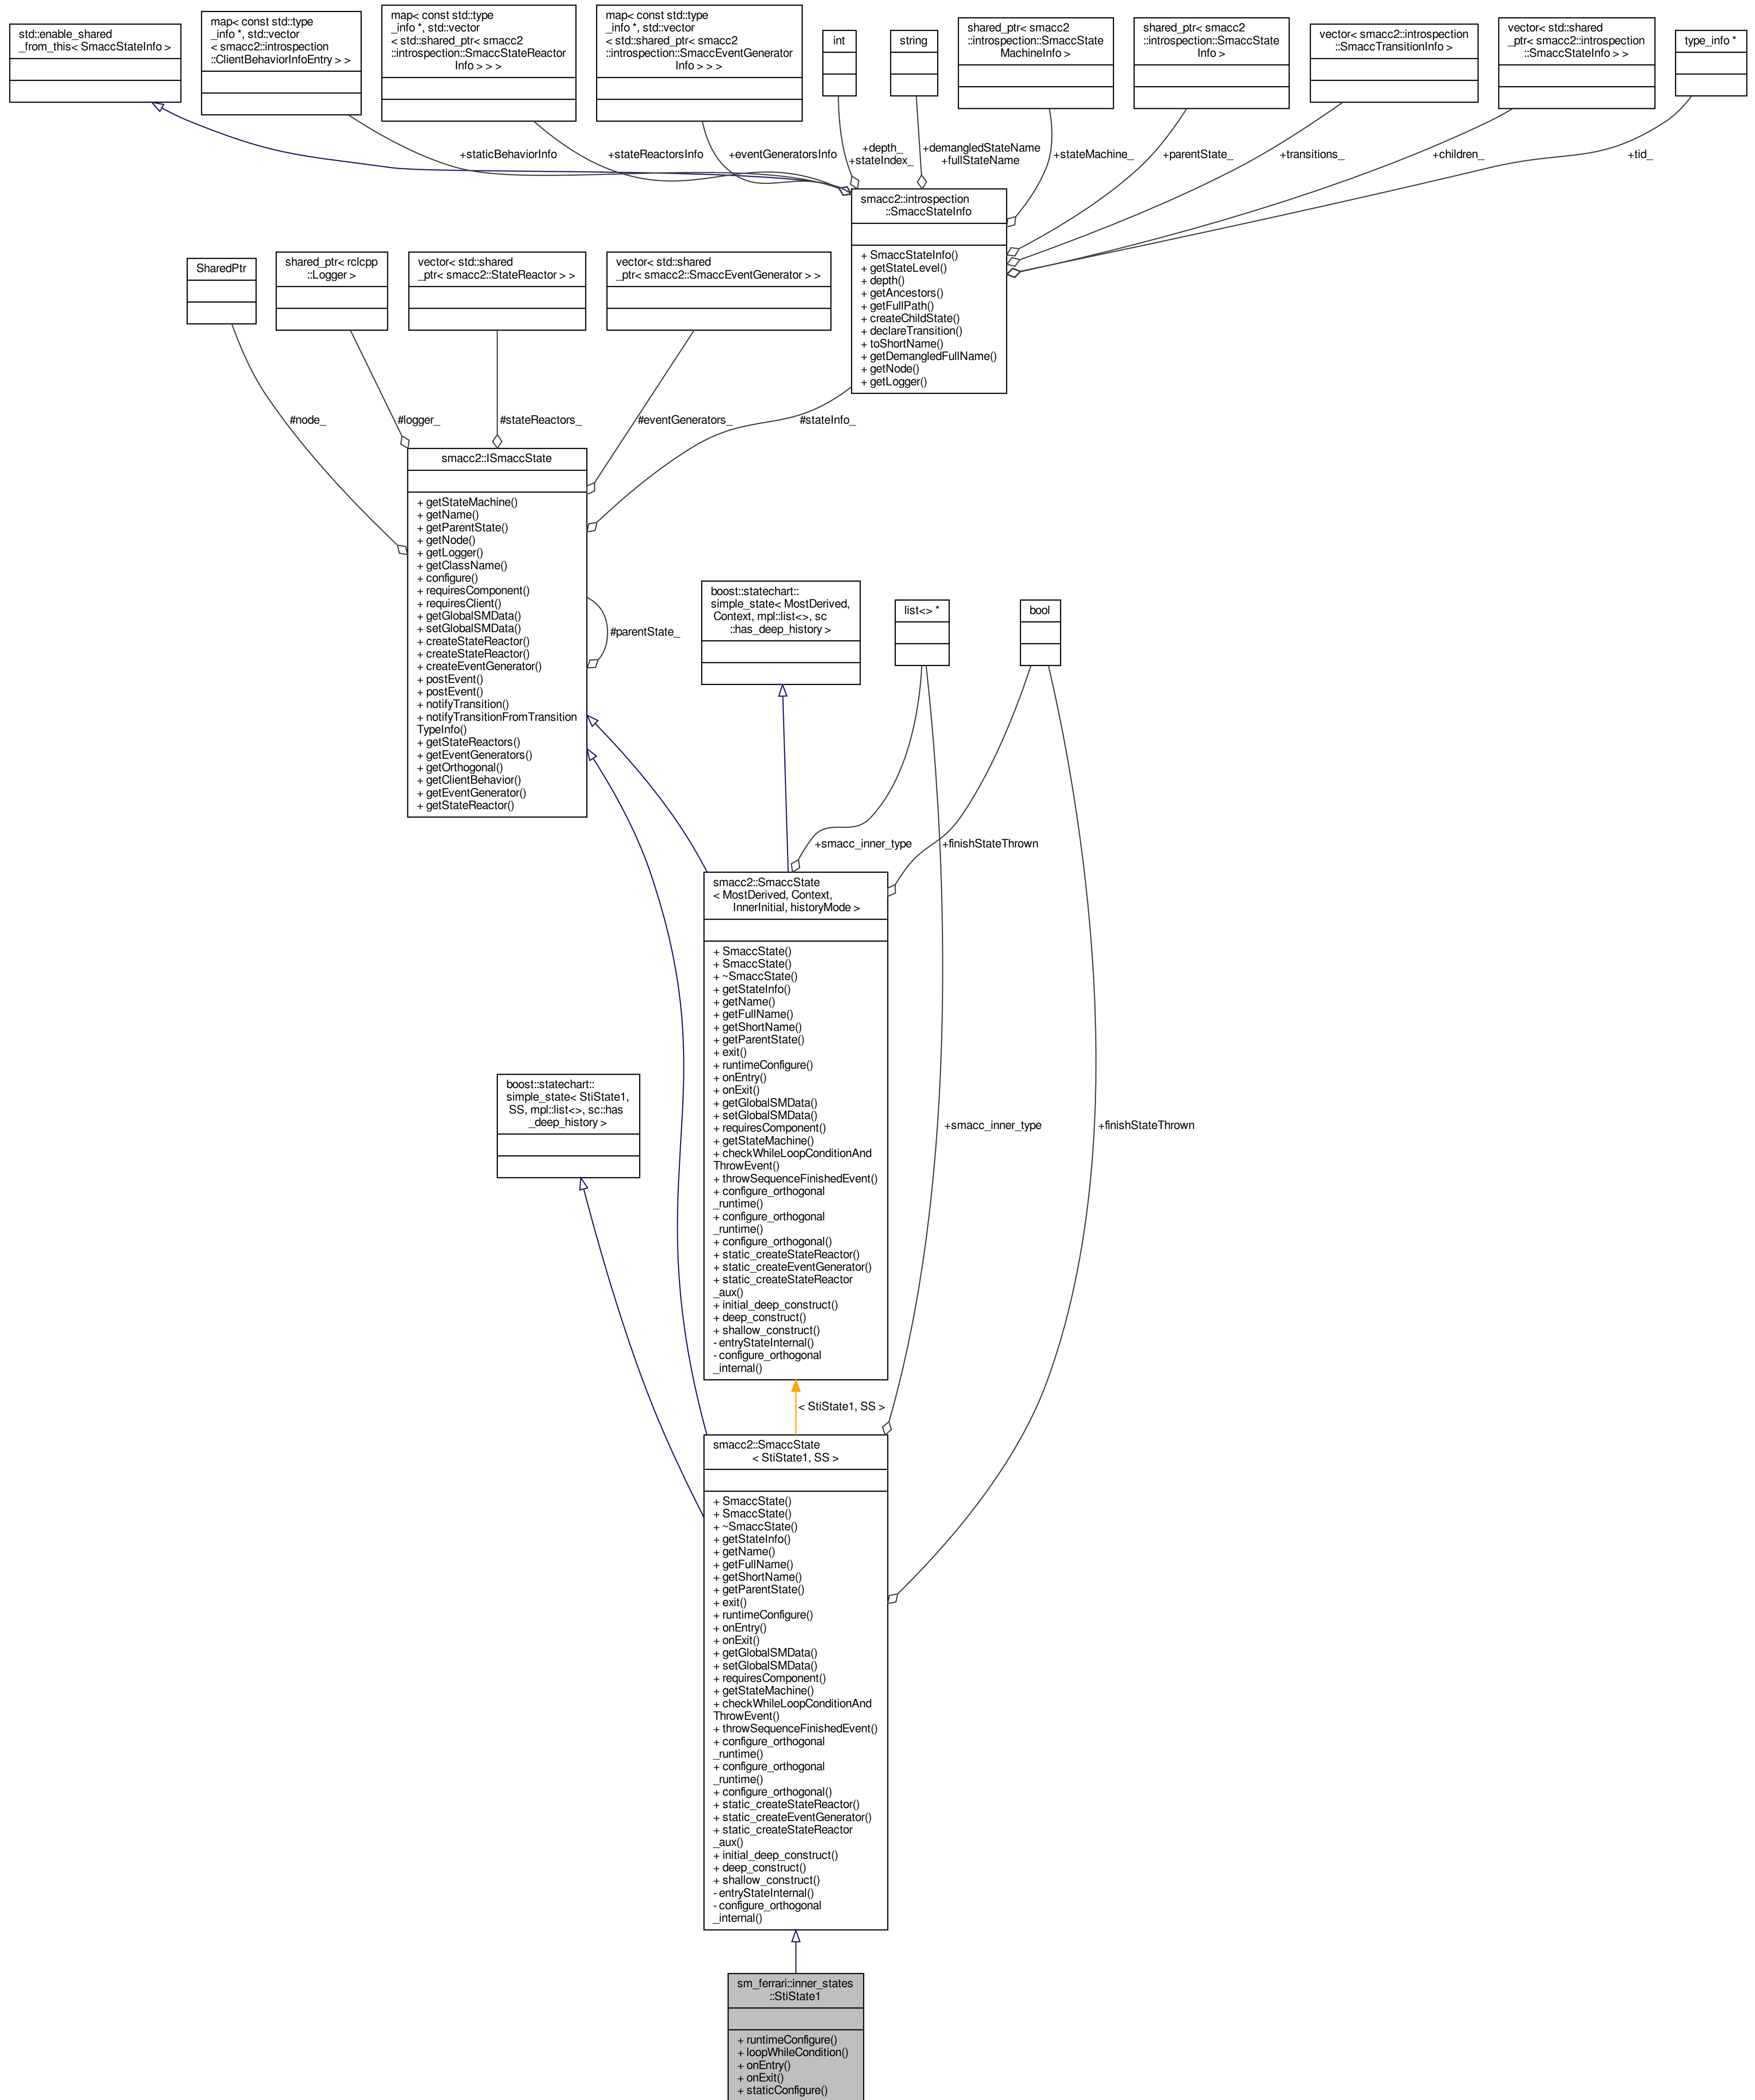 std::enable_shared
_from_this< SmaccStateInfo >
map< const std::type
_info *, std::vector
< smacc2::introspection
::ClientBehaviorInfoEntry > >
map< const std::type
_info *, std::vector
< std::shared_ptr< smacc2
::introspection::SmaccStateReactor
Info > > >
map< const std::type
_info *, std::vector
< std::shared_ptr< smacc2
::introspection::SmaccEventGenerator
Info > > >
int
string
shared_ptr< smacc2
::introspection::SmaccState
MachineInfo >
shared_ptr< smacc2
::introspection::SmaccState
Info >
vector< smacc2::introspection
::SmaccTransitionInfo >
vector< std::shared
_ptr< smacc2::introspection
::SmaccStateInfo > >
type_info *
+staticBehaviorInfo
+stateReactorsInfo
+eventGeneratorsInfo
+depth_
+stateIndex_
+demangledStateName
+fullStateName
+stateMachine_
+parentState_
+transitions_
+children_
+tid_
smacc2::introspection
::SmaccStateInfo
+ SmaccStateInfo()
+ getStateLevel()
+ depth()
+ getAncestors()
+ getFullPath()
+ createChildState()
+ declareTransition()
+ toShortName()
+ getDemangledFullName()
+ getNode()
+ getLogger()
SharedPtr
shared_ptr< rclcpp
::Logger >
vector< std::shared
_ptr< smacc2::StateReactor > >
vector< std::shared
_ptr< smacc2::SmaccEventGenerator > >
#node_
#logger_
#stateReactors_
#eventGenerators_
#stateInfo_
smacc2::ISmaccState
+ getStateMachine()
+ getName()
+ getParentState()
+ getNode()
+ getLogger()
+ getClassName()
+ configure()
+ requiresComponent()
+ requiresClient()
+ getGlobalSMData()
+ setGlobalSMData()
+ createStateReactor()
+ createStateReactor()
+ createEventGenerator()
+ postEvent()
+ postEvent()
+ notifyTransition()
+ notifyTransitionFromTransition
TypeInfo()
+ getStateReactors()
+ getEventGenerators()
+ getOrthogonal()
+ getClientBehavior()
+ getEventGenerator()
+ getStateReactor()
#parentState_
boost::statechart::
simple_state< MostDerived,
Context, mpl::list<>, sc
::has_deep_history >
list<> *
bool
+smacc_inner_type
+finishStateThrown
smacc2::SmaccState
< MostDerived, Context,
InnerInitial, historyMode >
+ SmaccState()
+ SmaccState()
+ ~SmaccState()
+ getStateInfo()
+ getName()
+ getFullName()
+ getShortName()
+ getParentState()
+ exit()
+ runtimeConfigure()
+ onEntry()
+ onExit()
+ getGlobalSMData()
+ setGlobalSMData()
+ requiresComponent()
+ getStateMachine()
+ checkWhileLoopConditionAnd
ThrowEvent()
+ throwSequenceFinishedEvent()
+ configure_orthogonal
_runtime()
+ configure_orthogonal
_runtime()
+ configure_orthogonal()
+ static_createStateReactor()
+ static_createEventGenerator()
+ static_createStateReactor
_aux()
+ initial_deep_construct()
+ deep_construct()
+ shallow_construct()
- entryStateInternal()
- configure_orthogonal
_internal()
boost::statechart::
simple_state< StiState1,
SS, mpl::list<>, sc::has
_deep_history >
+smacc_inner_type
+finishStateThrown
< StiState1, SS >
smacc2::SmaccState
< StiState1, SS >
+ SmaccState()
+ SmaccState()
+ ~SmaccState()
+ getStateInfo()
+ getName()
+ getFullName()
+ getShortName()
+ getParentState()
+ exit()
+ runtimeConfigure()
+ onEntry()
+ onExit()
+ getGlobalSMData()
+ setGlobalSMData()
+ requiresComponent()
+ getStateMachine()
+ checkWhileLoopConditionAnd
ThrowEvent()
+ throwSequenceFinishedEvent()
+ configure_orthogonal
_runtime()
+ configure_orthogonal
_runtime()
+ configure_orthogonal()
+ static_createStateReactor()
+ static_createEventGenerator()
+ static_createStateReactor
_aux()
+ initial_deep_construct()
+ deep_construct()
+ shallow_construct()
- entryStateInternal()
- configure_orthogonal
_internal()
sm_ferrari::inner_states
::StiState1
+ runtimeConfigure()
+ loopWhileCondition()
+ onEntry()
+ onExit()
+ staticConfigure()